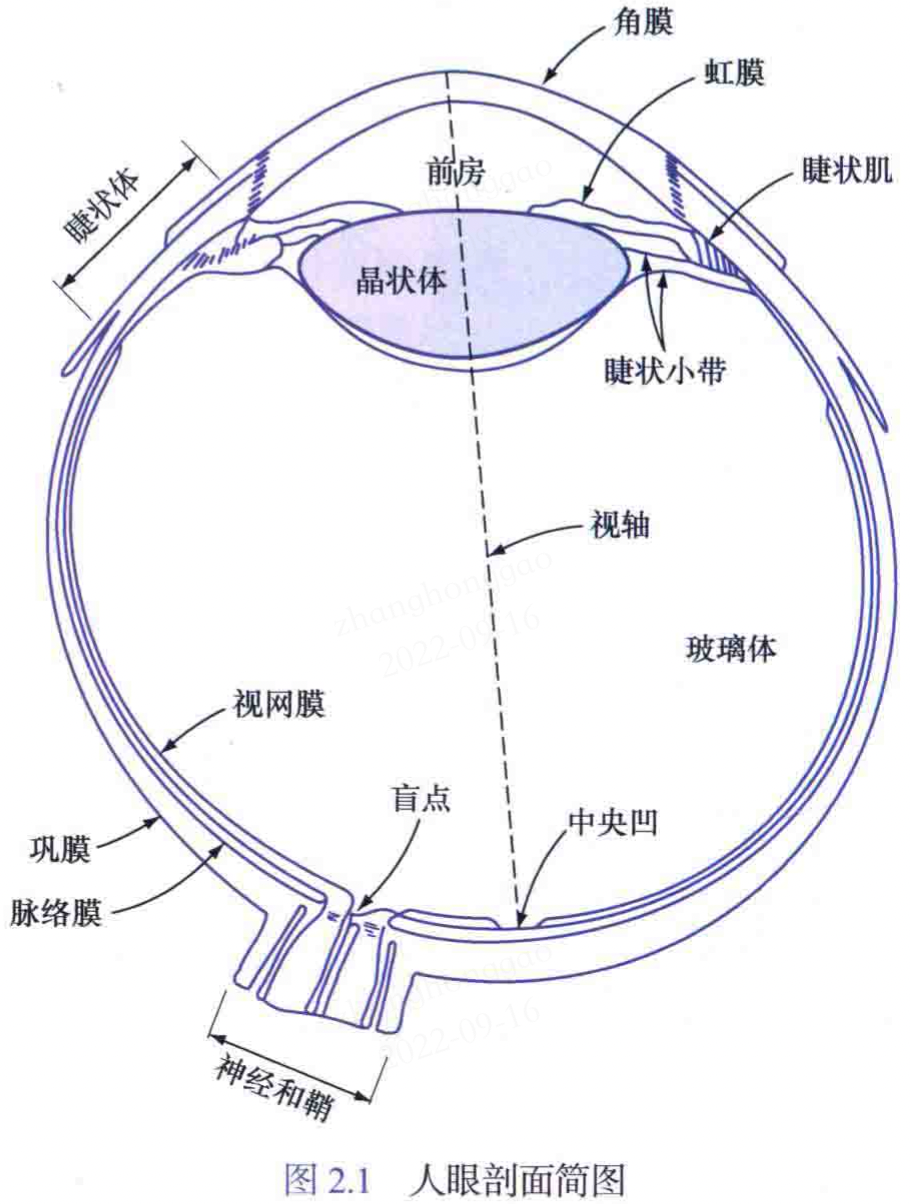 角膜
虹膜
前房
睫状肌
睫状体
晶状体
睫状小带
视轴
zhanghonggao
2022-09-16
玻璃体
视网膜
盲点
中央凹
巩膜
脉络膜
zhanghonggao
2022-09-16
神经和鞘
图 2.1 人眼剖面简图